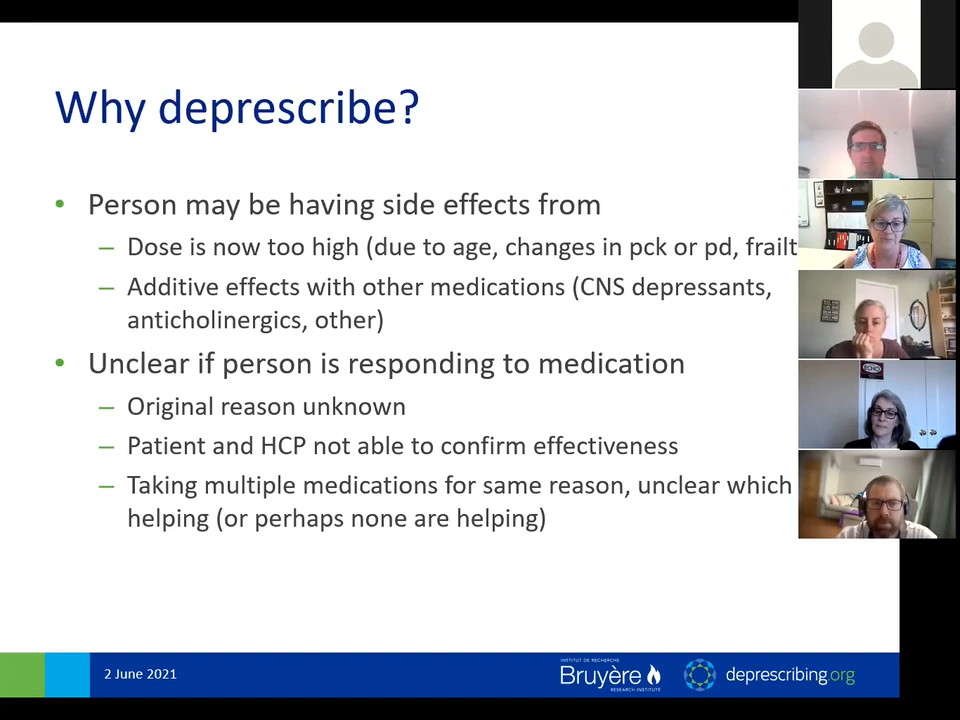 Why deprescribe?
• Person may be having side effects from
– Dose is now too high (due to age, changes in pck or pd, frailt
– Additive effects with other medications (CNS depressants,
anticholinergics, other)
• Unclear if person is responding to medication
– Original reason unknown
– Patient and HCP not able to confirm effectiveness
– Taking multiple medications for same reason, unclear which
helping (or perhaps none are helping)
2 June 2021
INSTITUT DE RECHERCHE
Bruyère
RESEARCH INSTITUTE
deprescribing.org